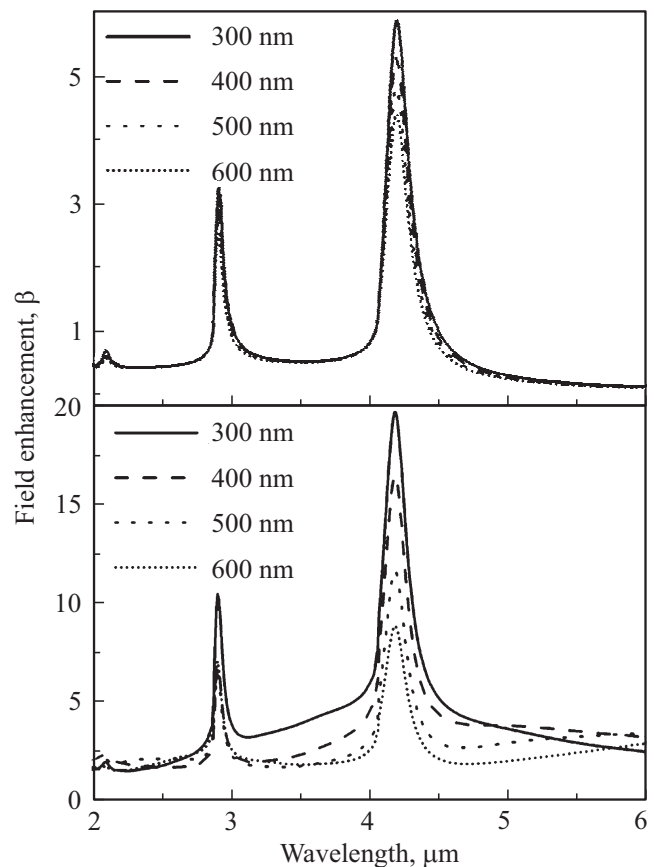 300 nm
400 nm
500 nm
600 nm
5
3
1
Field enhancement, β
20
15
10
5
0
300 nm
400 nm
500 nm
600 nm
2 3 4 5 6
Wavelength, μm